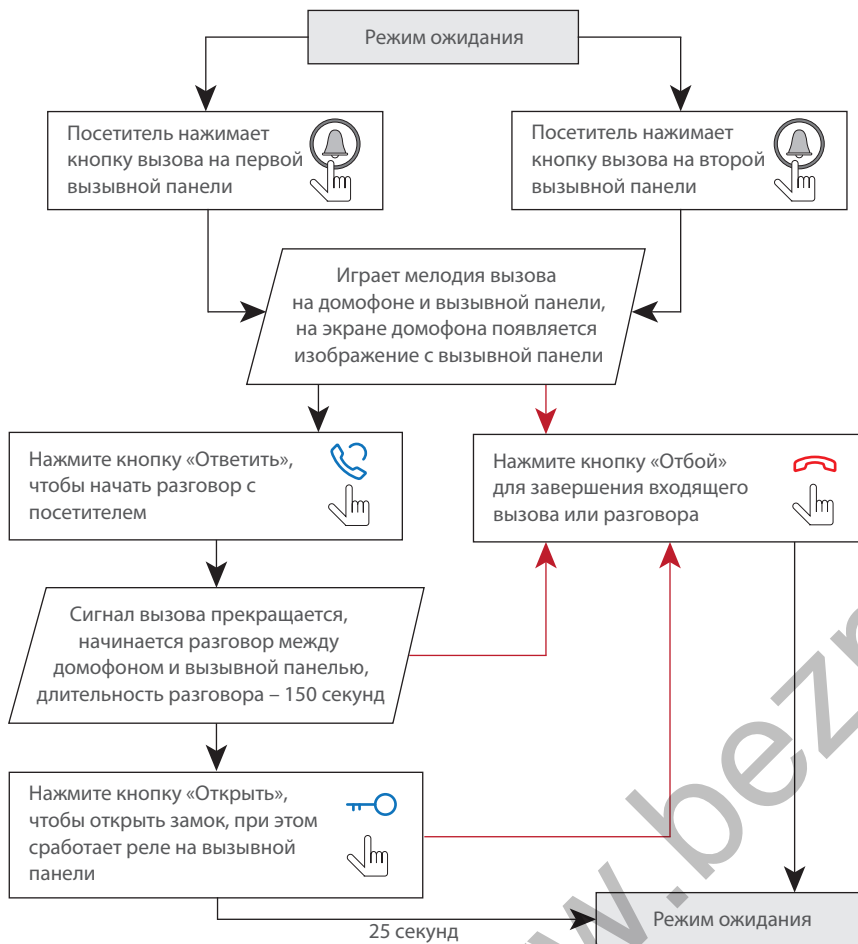 Режим ожидания
Посетитель нажимает
кнопку вызова на первой
вызывной панели
Посетитель нажимает
кнопку вызова на второй
вызывной панели
Играет мелодия вызова
на домофоне и вызывной панели,
на экране домофона появляется
изображение с вызывной панели
Нажмите кнопку «Ответить»,
чтобы начать разговор с
посетителем
Нажмите кнопку «Отбой»
для завершения входящего
вызова или разговора
Сигнал вызова прекращается,
начинается разговор между
домофоном и вызывной панелью,
длительность разговора – 150 секунд
Нажмите кнопку «Открыть»,
чтобы открыть замок, при этом
сработает реле на вызывной
панели
25 секунд
Режим ожидания